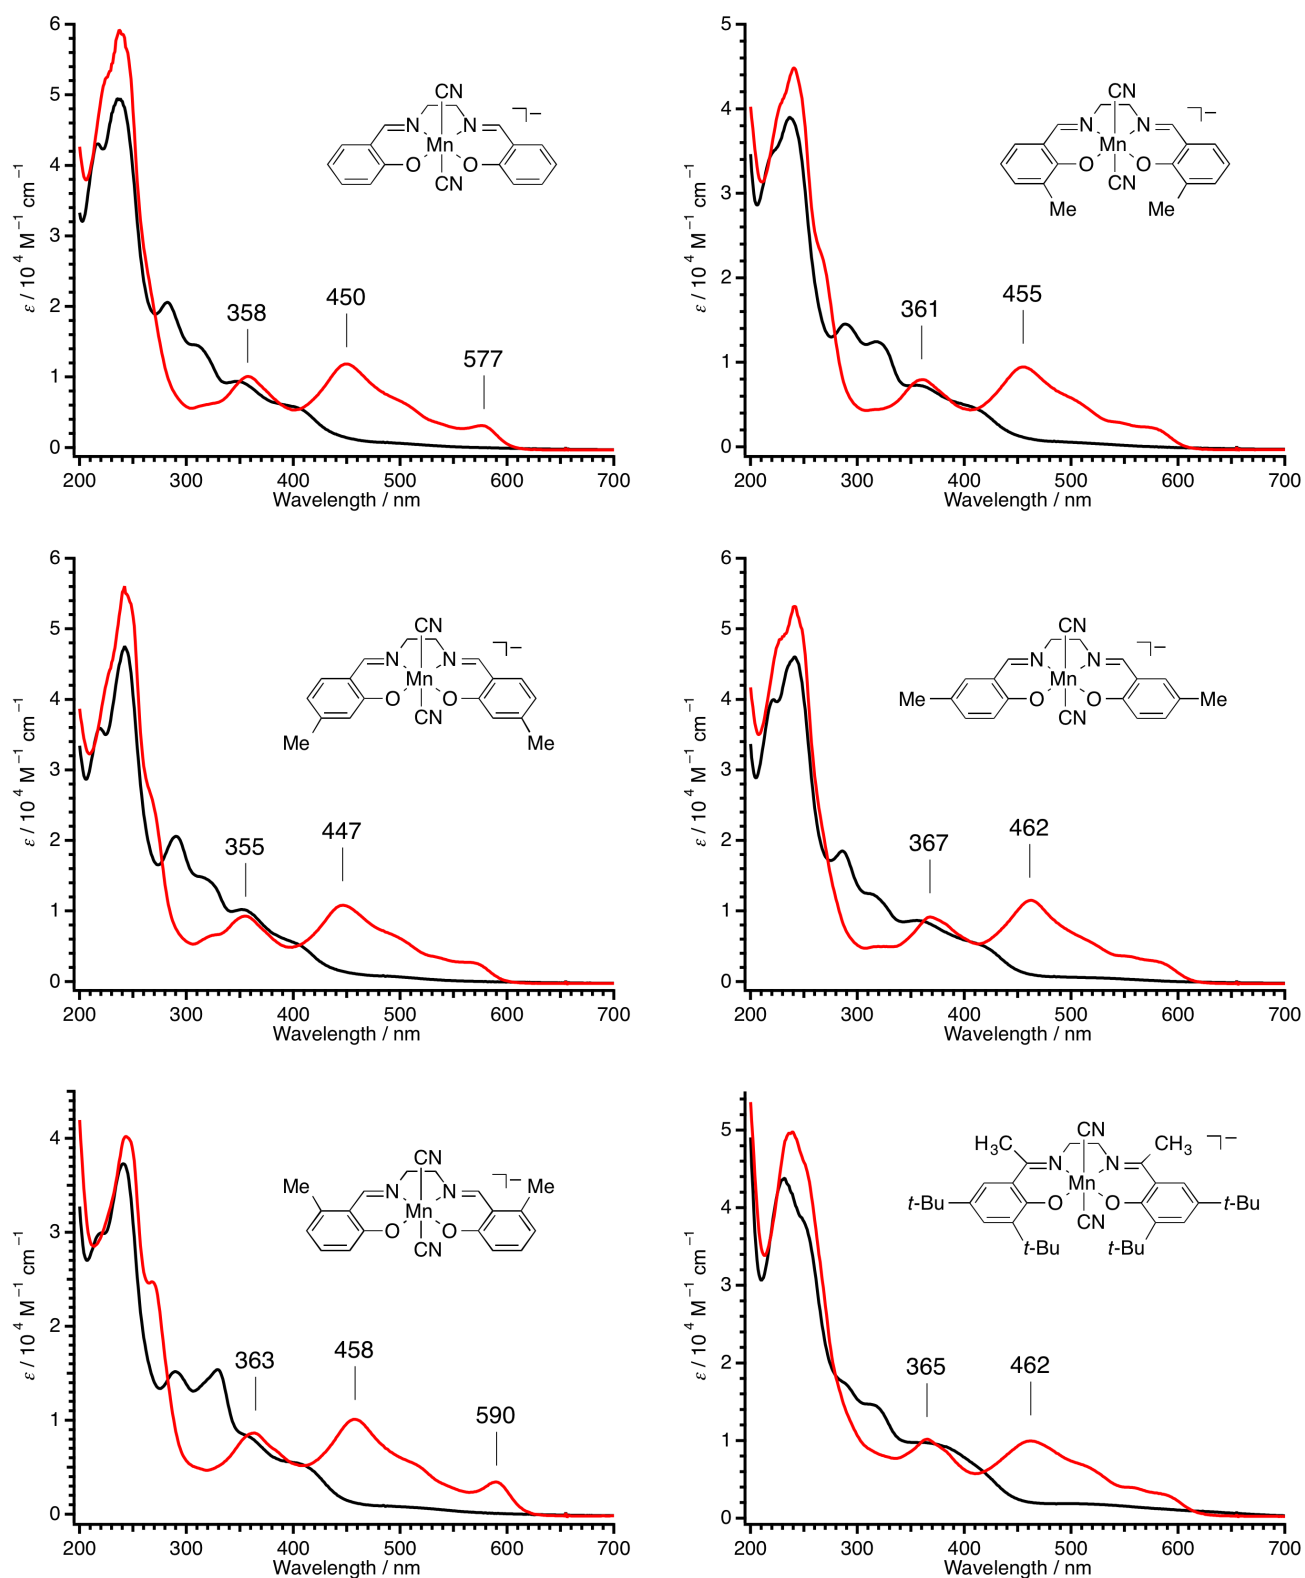 6
5
4
3
2
1
0
ε / 10⁴ M⁻¹ cm⁻¹
CN
N N
Mn
O O
CN
−
358
450
577
200 300 400 500 600 700
Wavelength / nm
5
4
3
2
1
0
ε / 10⁴ M⁻¹ cm⁻¹
CN
N N
Mn
O O
CN
Me Me
−
361
455
200 300 400 500 600 700
Wavelength / nm
6
5
4
3
2
1
0
ε / 10⁴ M⁻¹ cm⁻¹
CN
N N
Mn
O O
CN
Me Me
−
355
447
200 300 400 500 600 700
Wavelength / nm
6
5
4
3
2
1
0
ε / 10⁴ M⁻¹ cm⁻¹
CN
N N
Mn
Me O O Me
CN
−
367
462
200 300 400 500 600 700
Wavelength / nm
4
3
2
1
0
ε / 10⁴ M⁻¹ cm⁻¹
CN
Me Me
N N
Mn
O O
CN
−
363
458
590
200 300 400 500 600 700
Wavelength / nm
5
4
3
2
1
0
ε / 10⁴ M⁻¹ cm⁻¹
CN
H₃C CH₃
N N
Mn
t-Bu O O t-Bu
CN
t-Bu t-Bu
−
365
462
200 300 400 500 600 700
Wavelength / nm